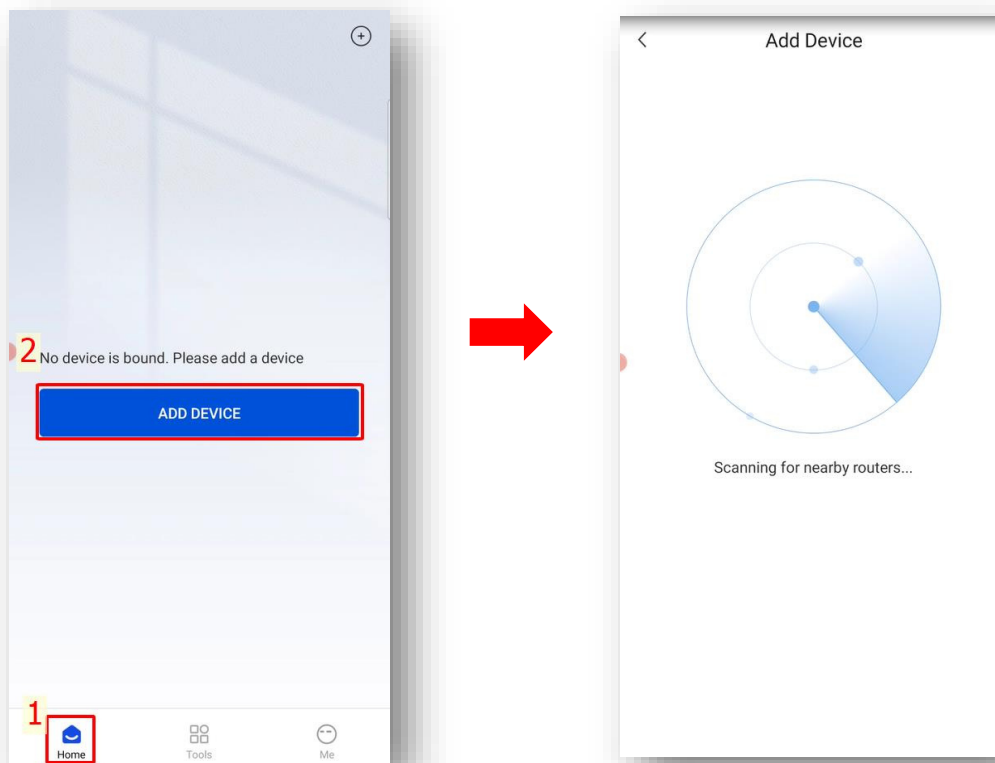 2
No device is bound. Please add a device
ADD DEVICE
1
Home
Tools
Me
Add Device
Scanning for nearby routers...